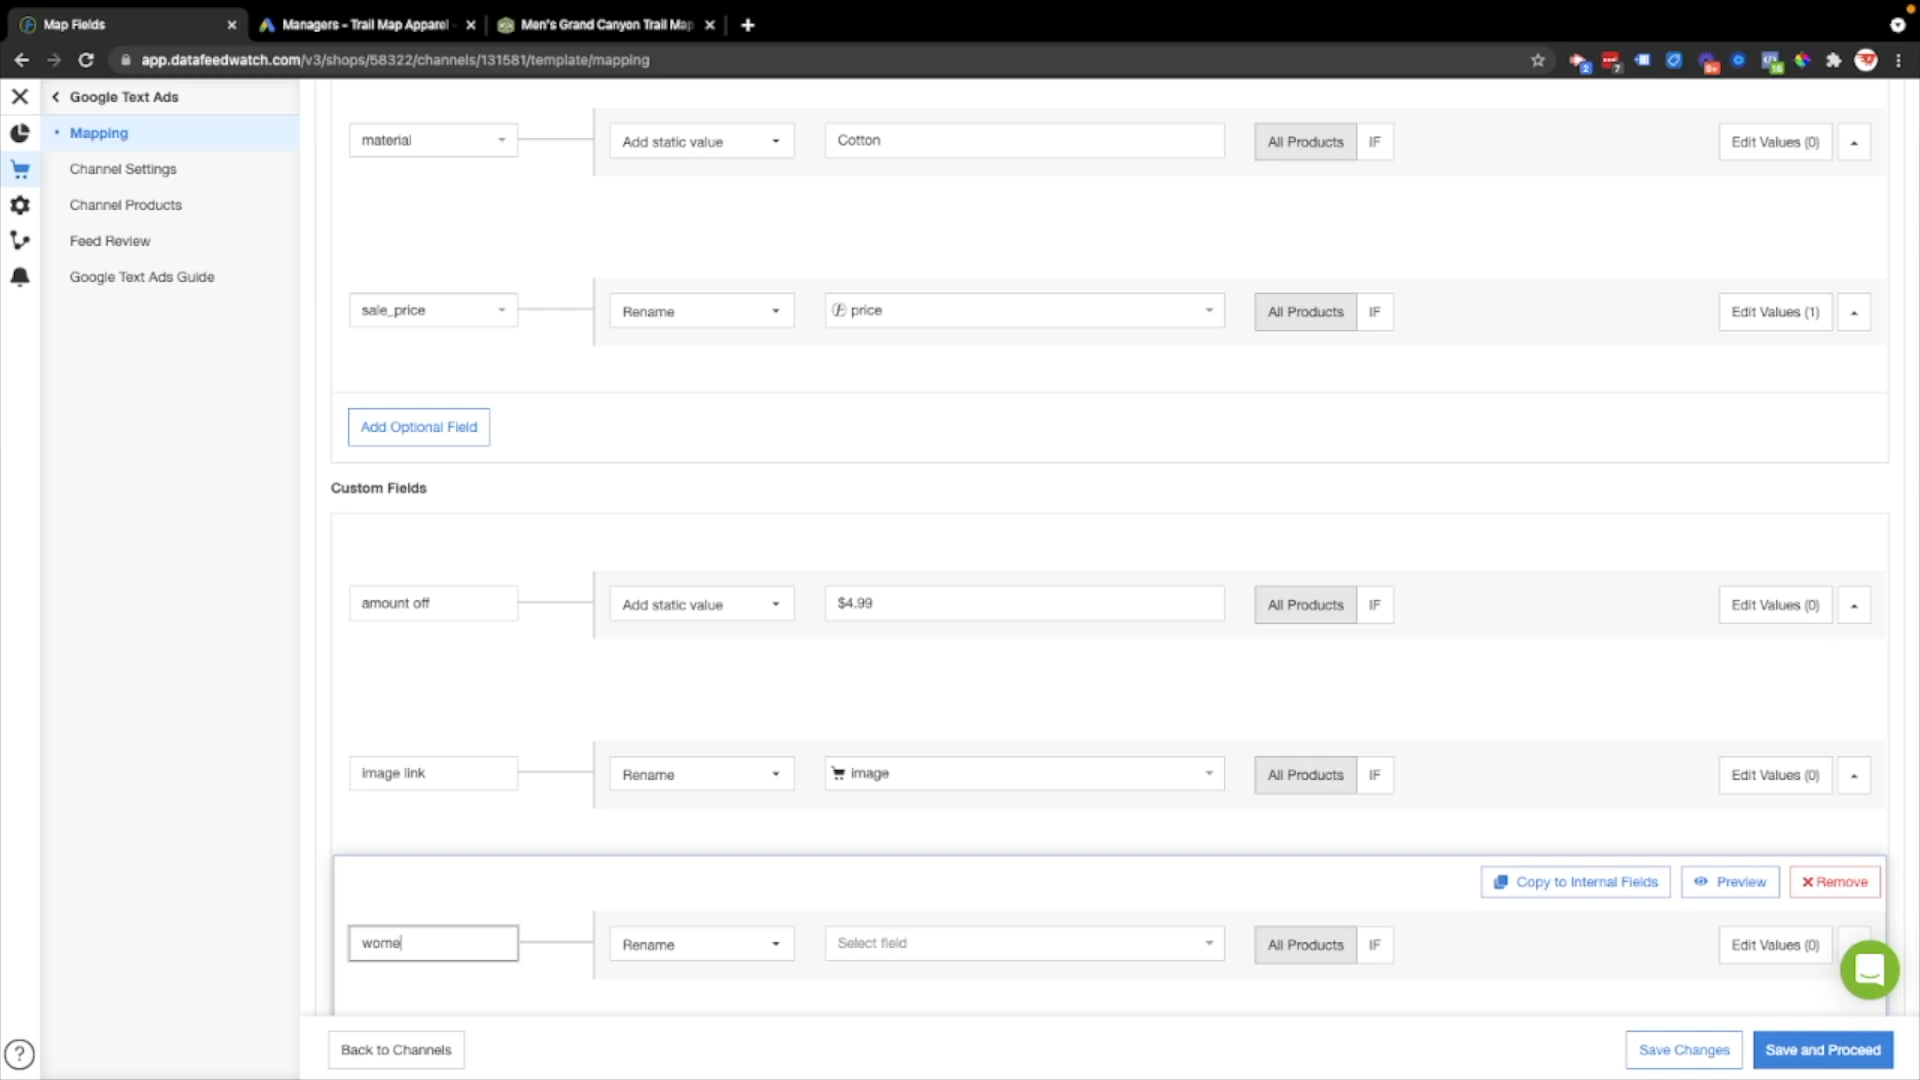 Map Fields
Managers - Trail Map Apparel
Men's Grand Canyon Trail Map
app.datafeedwatch.com/v3/shops/58322/channels/131581/template/mapping
Google Text Ads
Mapping
Channel Settings
Channel Products
Feed Review
Google Text Ads Guide
material
Add static value
Cotton
All Products
IF
Edit Values (0)
sale_price
Rename
price
All Products
IF
Edit Values (1)
Add Optional Field
Custom Fields
amount off
Add static value
$4.99
All Products
IF
Edit Values (0)
image link
Rename
image
All Products
IF
Edit Values (0)
Copy to Internal Fields
Preview
Remove
wome
Rename
Select field
All Products
IF
Edit Values (0)
Back to Channels
Save Changes
Save and Proceed